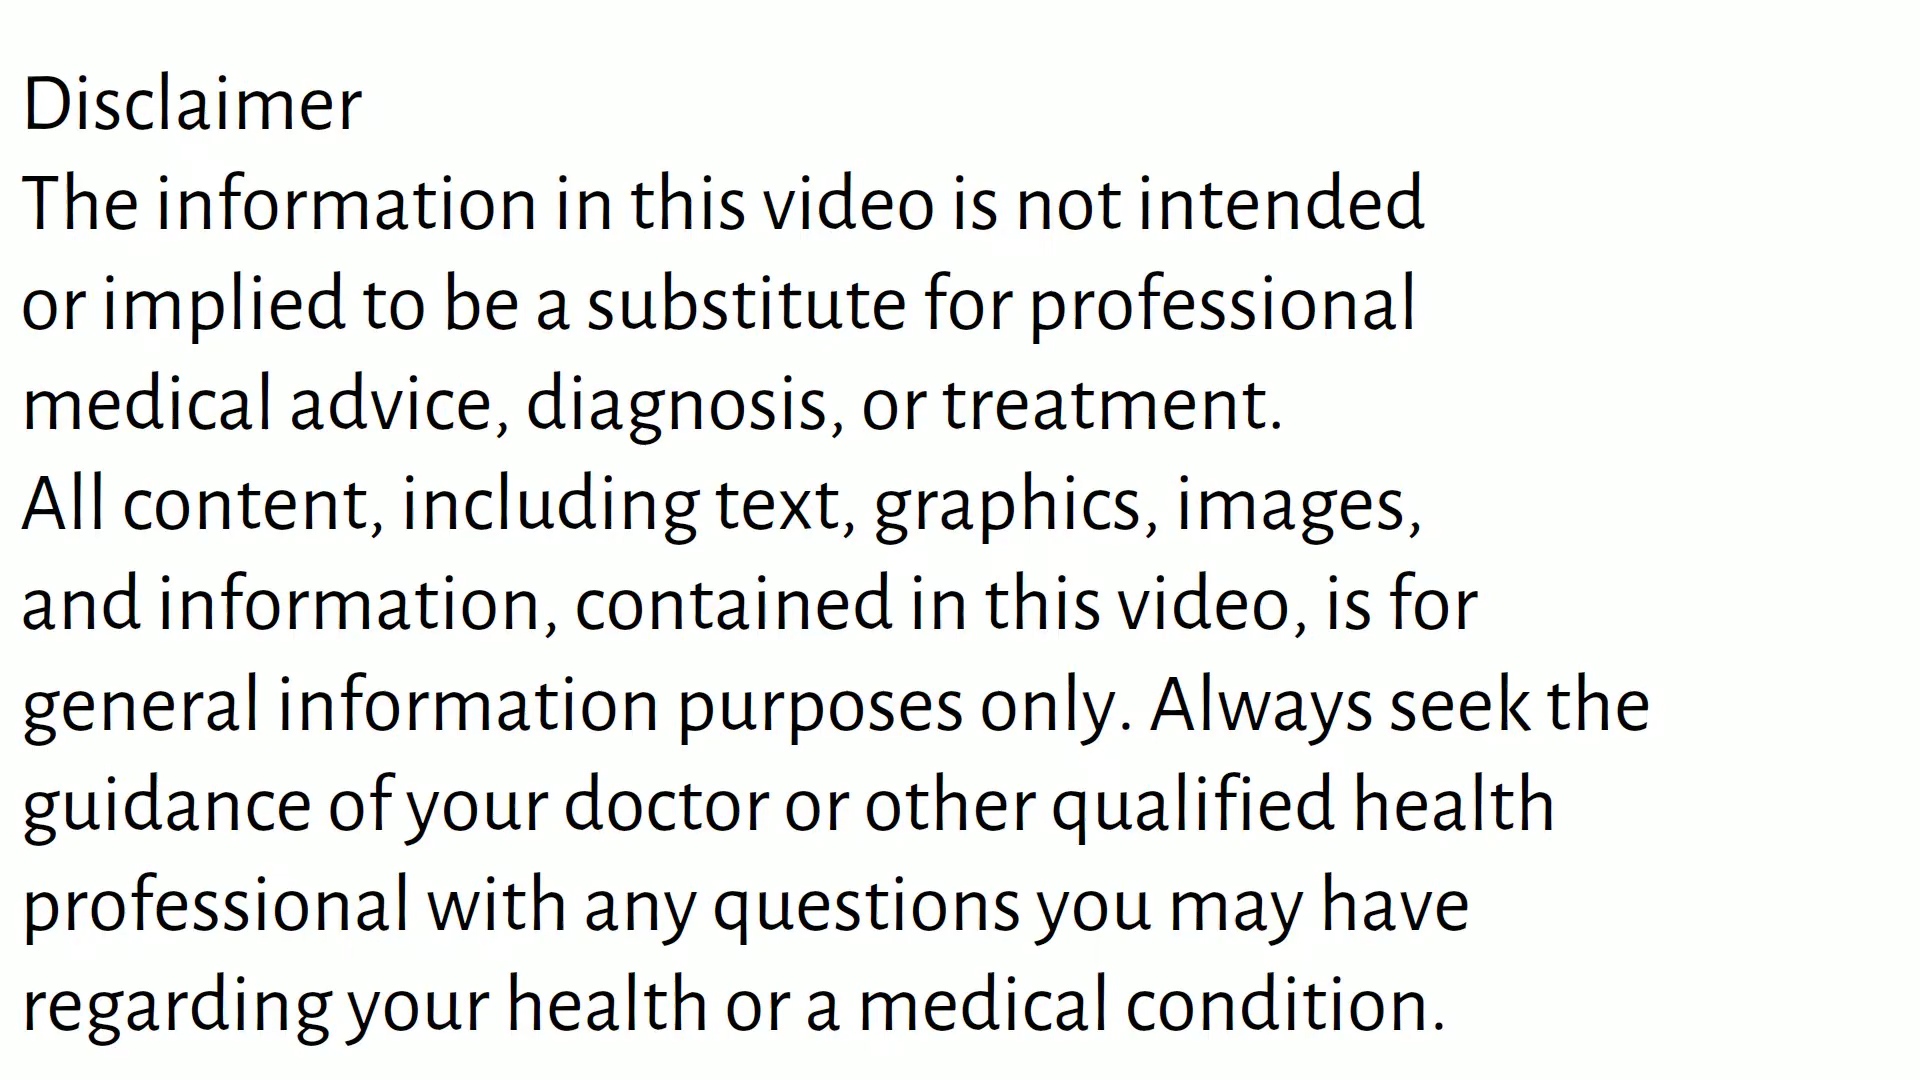 Disclaimer
The information in this video is not intended
or implied to be a substitute for professional
medical advice, diagnosis, or treatment.
All content, including text, graphics, images,
and information, contained in this video, is for
general information purposes only. Always seek the
guidance of your doctor or other qualified health
professional with any questions you may have
regarding your health or a medical condition.